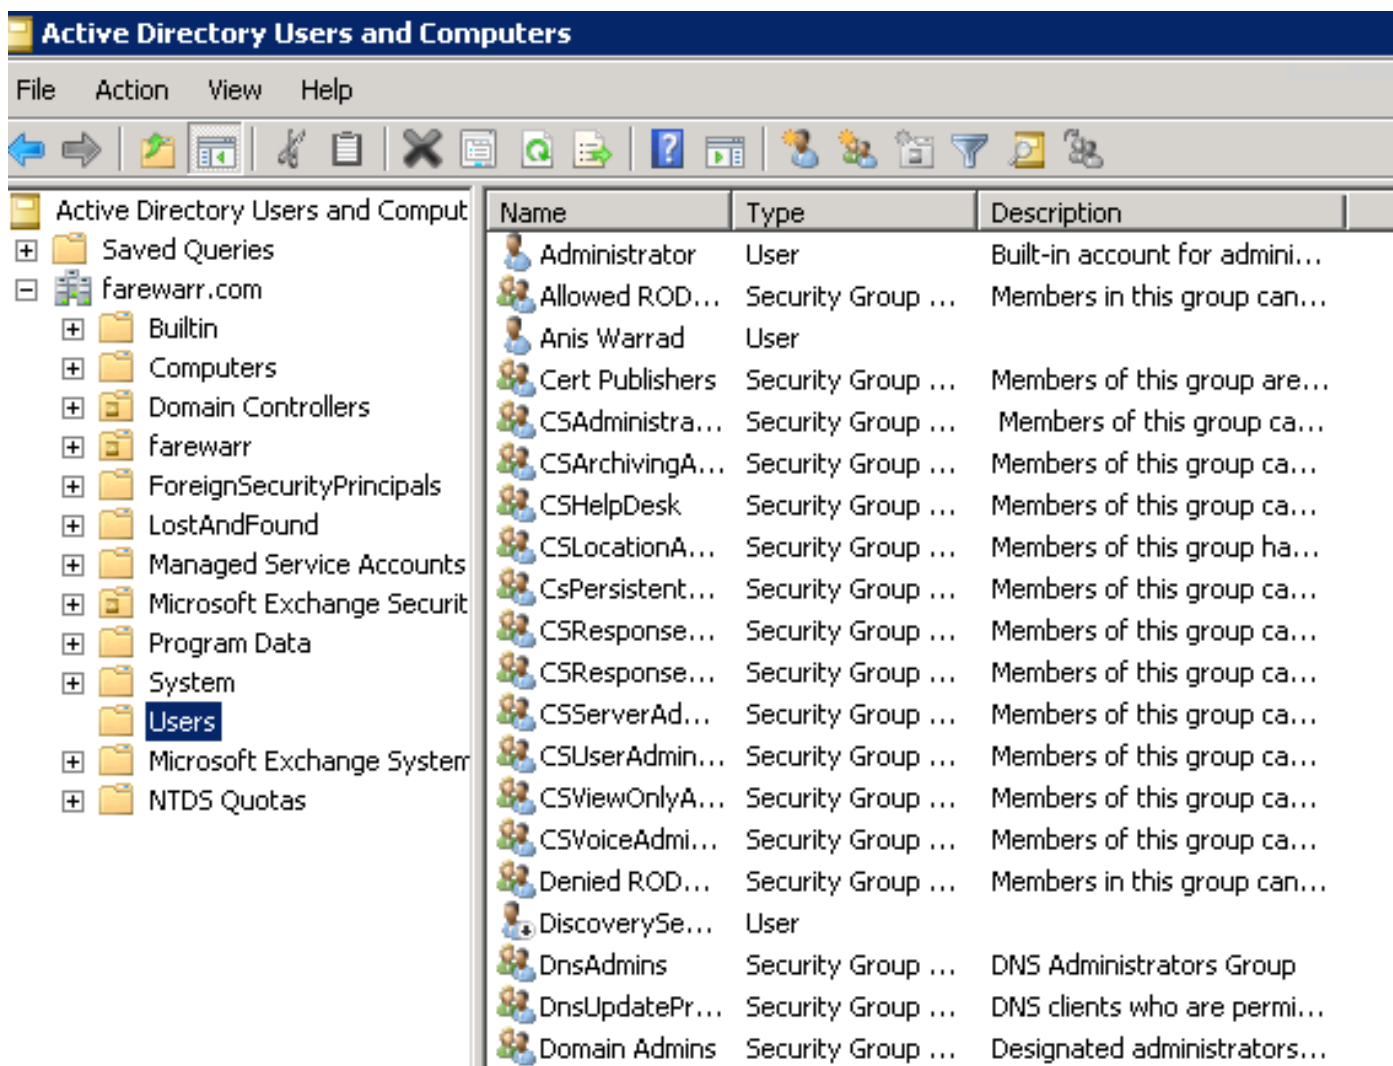 Active Directory Users and Computers
File Action View Help
Active Directory Users and Comput
Saved Queries
farewarr.com
Builtin
Computers
Domain Controllers
farewarr
ForeignSecurityPrincipals
LostAndFound
Managed Service Accounts
Microsoft Exchange Securit
Program Data
System
Users
Microsoft Exchange System
NTDS Quotas
Name Type Description
Administrator User Built-in account for admini...
Allowed ROD... Security Group ... Members in this group can...
Anis Warrad User
Cert Publishers Security Group ... Members of this group are...
CSAdministra... Security Group ... Members of this group ca...
CSArchivingA... Security Group ... Members of this group ca...
CSHelpDesk Security Group ... Members of this group ca...
CSLocationA... Security Group ... Members of this group ha...
CsPersistent... Security Group ... Members of this group ca...
CSResponse... Security Group ... Members of this group ca...
CSResponse... Security Group ... Members of this group ca...
CSServerAd... Security Group ... Members of this group ca...
CSUserAdmin... Security Group ... Members of this group ca...
CSViewOnlyA... Security Group ... Members of this group ca...
CSVoiceAdmi... Security Group ... Members of this group ca...
Denied ROD... Security Group ... Members in this group can...
DiscoverySe... User
DnsAdmins Security Group ... DNS Administrators Group
DnsUpdatePr... Security Group ... DNS clients who are permi...
Domain Admins Security Group ... Designated administrators...